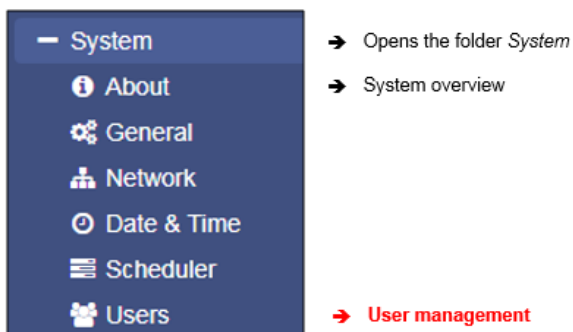 System
Opens the folder System
About
System overview
General
Network
Date & Time
Scheduler
Users
User management